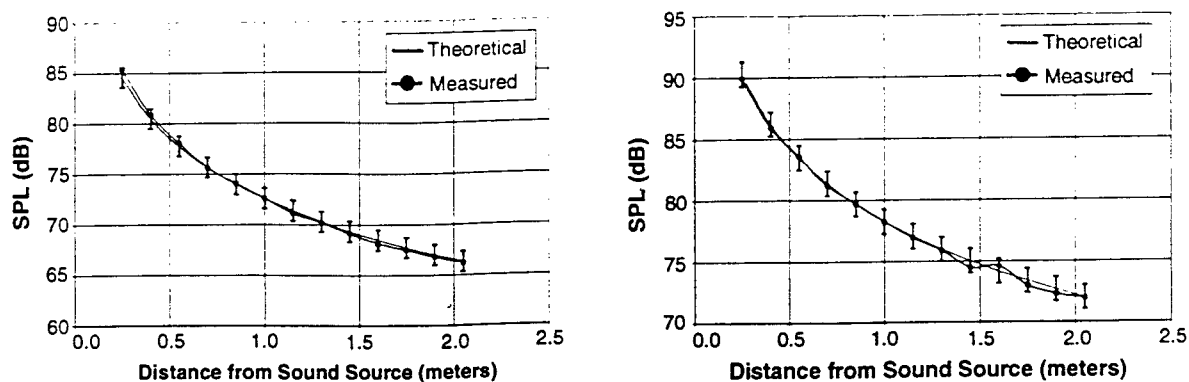 90
85
80
75
70
65
60
SPL (dB)
Theoretical
Measured
0.0 0.5 1.0 1.5 2.0 2.5
Distance from Sound Source (meters)
95
90
85
80
75
70
SPL (dB)
Theoretical
Measured
0.0 0.5 1.0 1.5 2.0 2.5
Distance from Sound Source (meters)